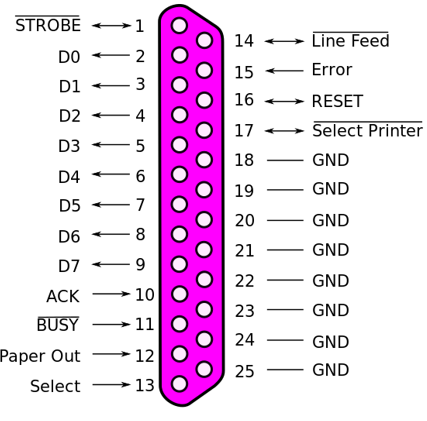 STROBE 1
D0 2
D1 3
D2 4
D3 5
D4 6
D5 7
D6 8
D7 9
ACK 10
BUSY 11
Paper Out 12
Select 13
14 Line Feed
15 Error
16 RESET
17 Select Printer
18 GND
19 GND
20 GND
21 GND
22 GND
23 GND
24 GND
25 GND